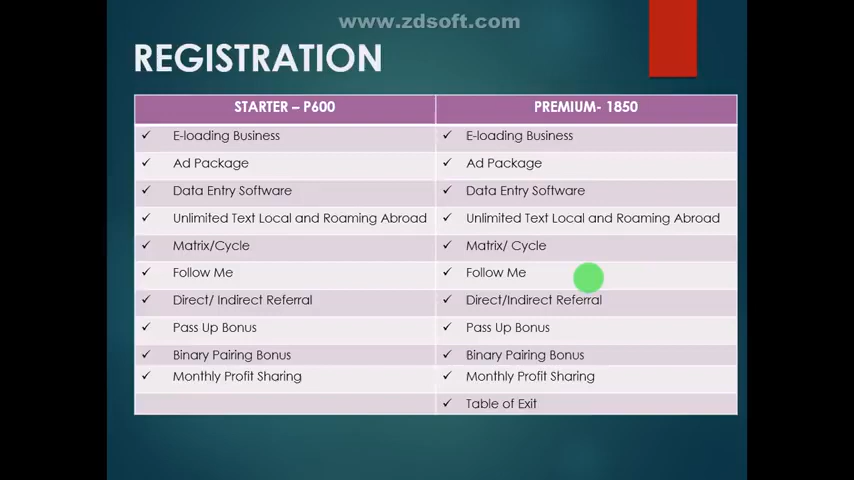 www.zdsoft.com
REGISTRATION
STARTER – P600 PREMIUM- 1850
✓ E-loading Business ✓ E-loading Business
✓ Ad Package ✓ Ad Package
✓ Data Entry Software ✓ Data Entry Software
✓ Unlimited Text Local and Roaming Abroad ✓ Unlimited Text Local and Roaming Abroad
✓ Matrix/Cycle ✓ Matrix/ Cycle
✓ Follow Me ✓ Follow Me
✓ Direct/ Indirect Referral ✓ Direct/Indirect Referral
✓ Pass Up Bonus ✓ Pass Up Bonus
✓ Binary Pairing Bonus ✓ Binary Pairing Bonus
✓ Monthly Profit Sharing ✓ Monthly Profit Sharing
✓ Table of Exit